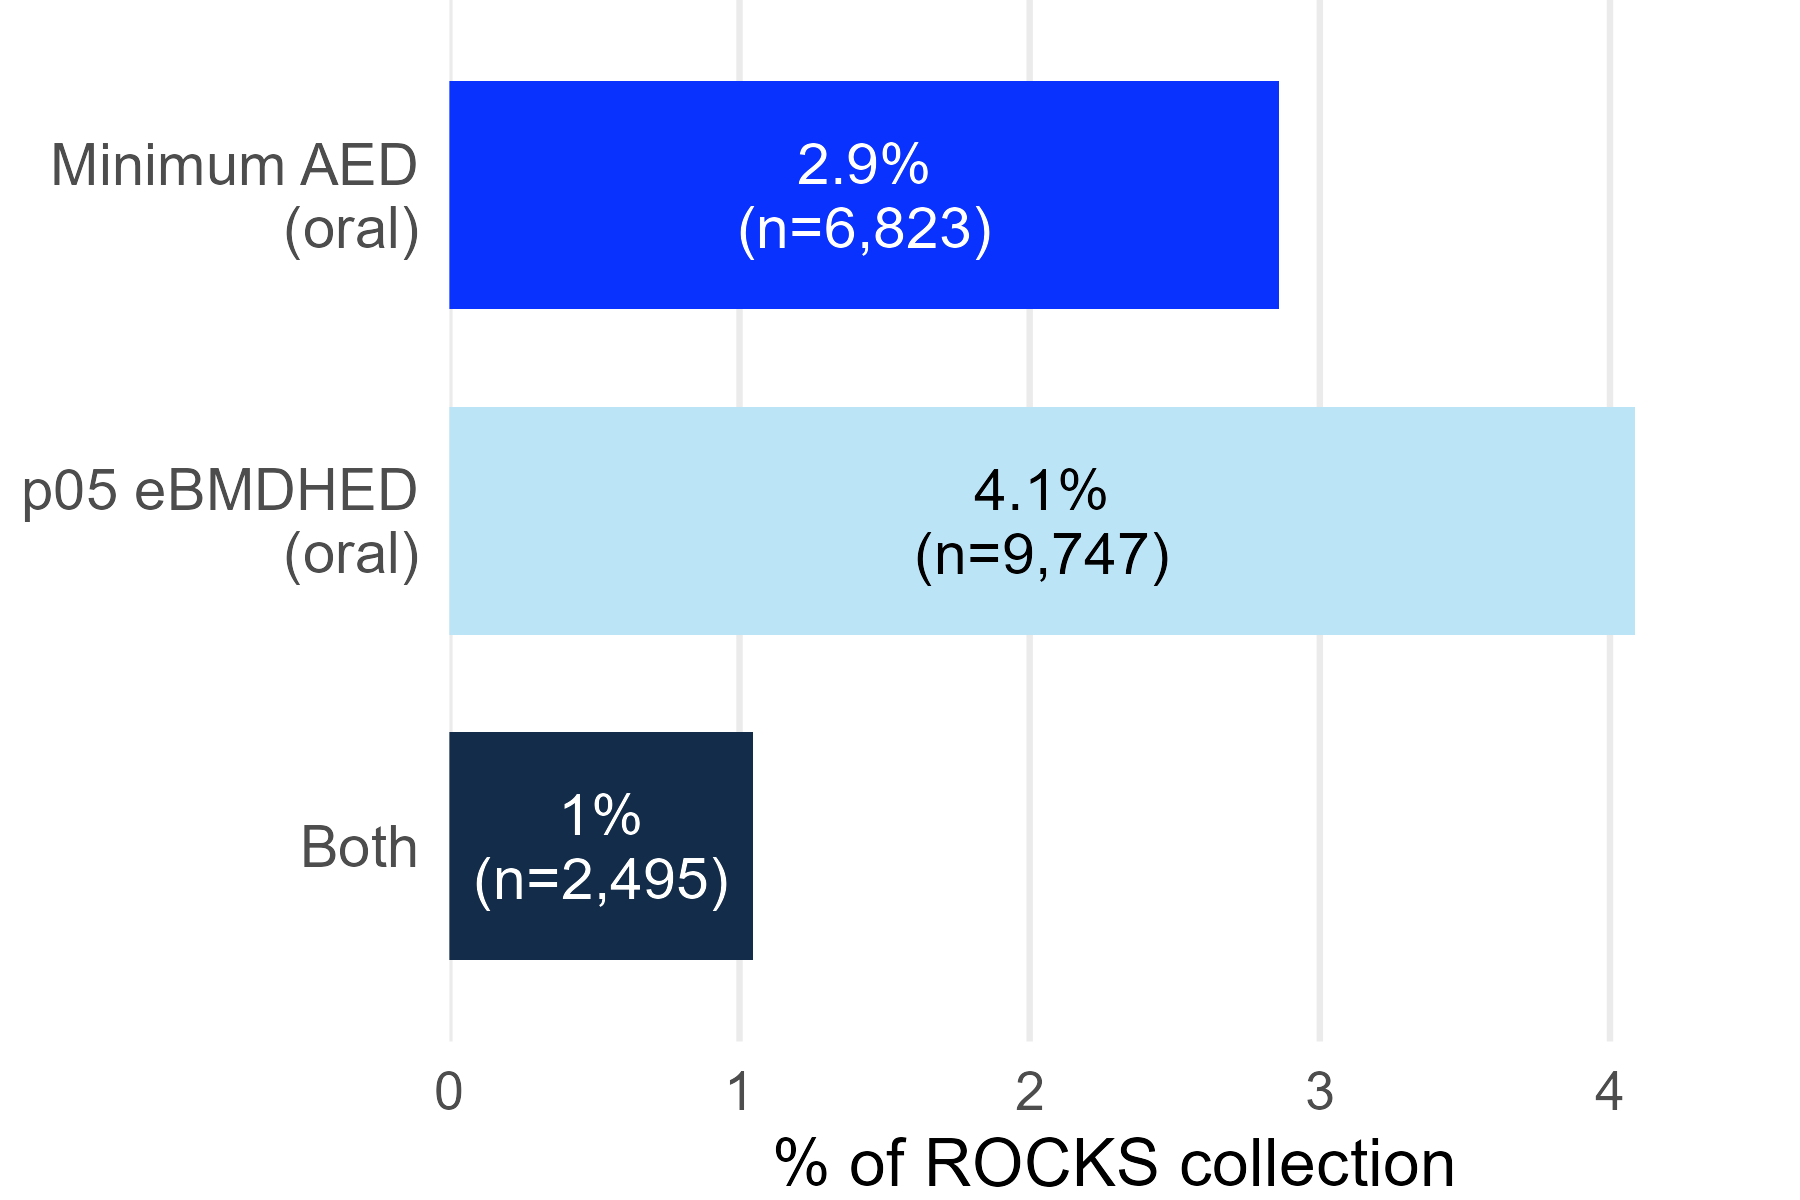 Minimum AED
(oral)
2.9%
(n=6,823)
p05 eBMDHED
(oral)
4.1%
(n=9,747)
Both
1%
(n=2,495)
0 1 2 3 4
% of ROCKS collection